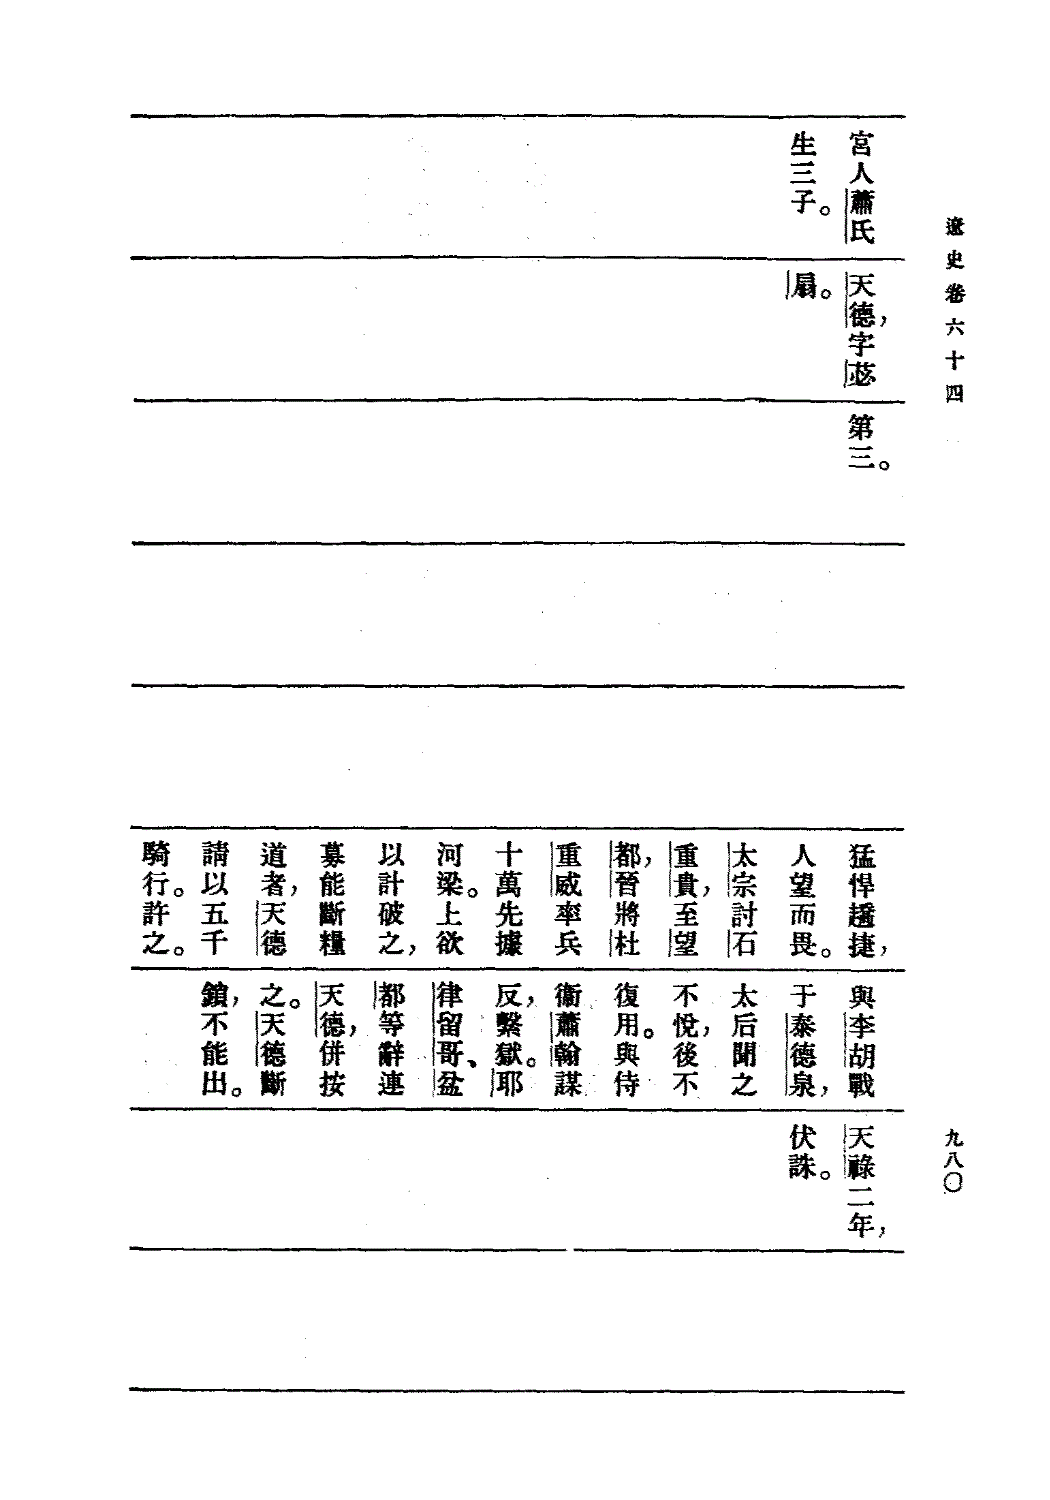 遼史卷六十四
宮人蕭氏
生三子。
天德，字苾
扇。
第三。
猛悍趫捷，
人望而畏。
太宗討石
重貴，至望
都，晉將杜
重威率兵
十萬先據
河梁。上欲
以計破之，
募能斷糧
道者，天德
請以五千
騎行。許之。
與李胡戰
于泰德泉，
太后聞之
不悅，後不
復用。與侍
衞蕭翰謀
反，繫獄。耶
律留哥、盆
都等辭連
天德，併按
之。天德斷
鎖，不能出。
天祿二年，
伏誅。
九八〇